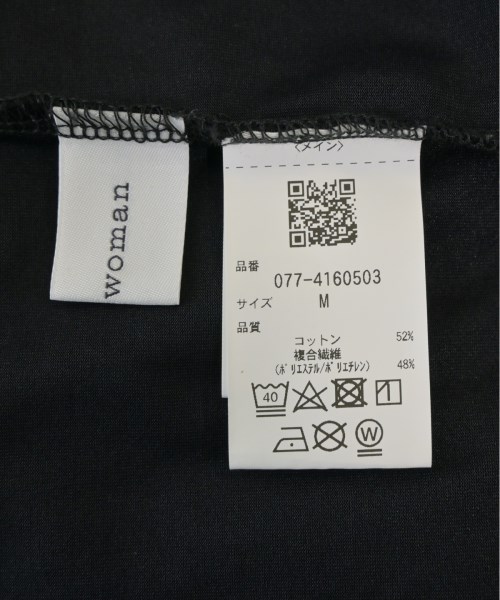 woman
〈メイン〉
品番
077-4160503
サイズ M
品質
コットン 52%
複合繊維
(ﾎﾟﾘｴｽﾃﾙ/ﾎﾟﾘｴﾁﾚﾝ) 48%
40
W